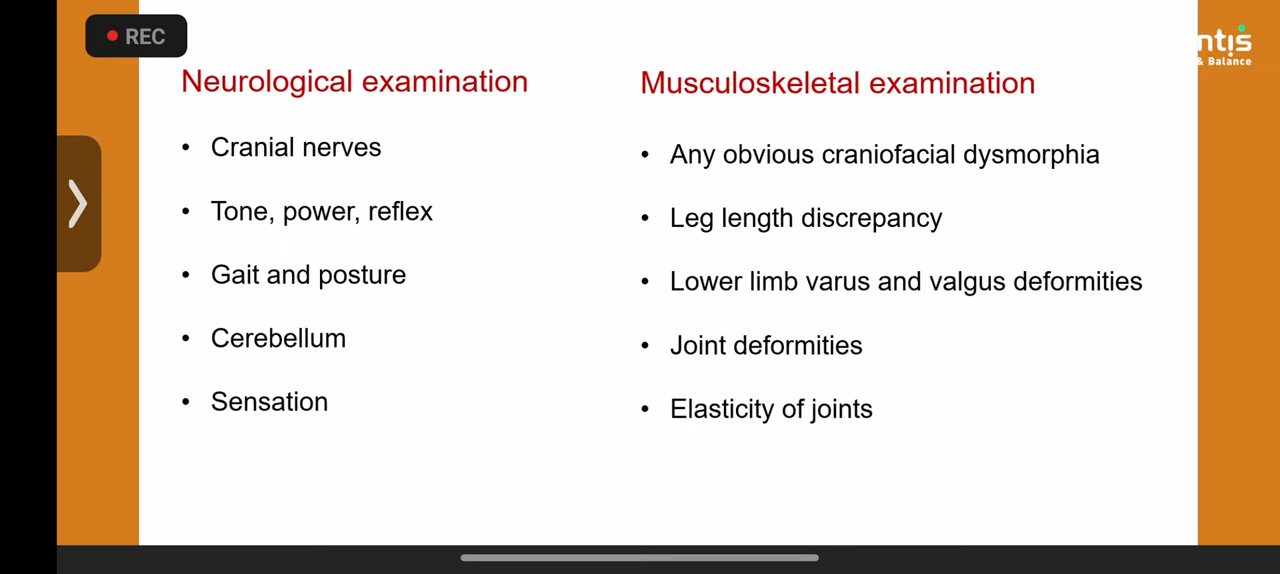 REC
ntis
& Balance
Neurological examination
• Cranial nerves
• Tone, power, reflex
• Gait and posture
• Cerebellum
• Sensation
Musculoskeletal examination
• Any obvious craniofacial dysmorphia
• Leg length discrepancy
• Lower limb varus and valgus deformities
• Joint deformities
• Elasticity of joints